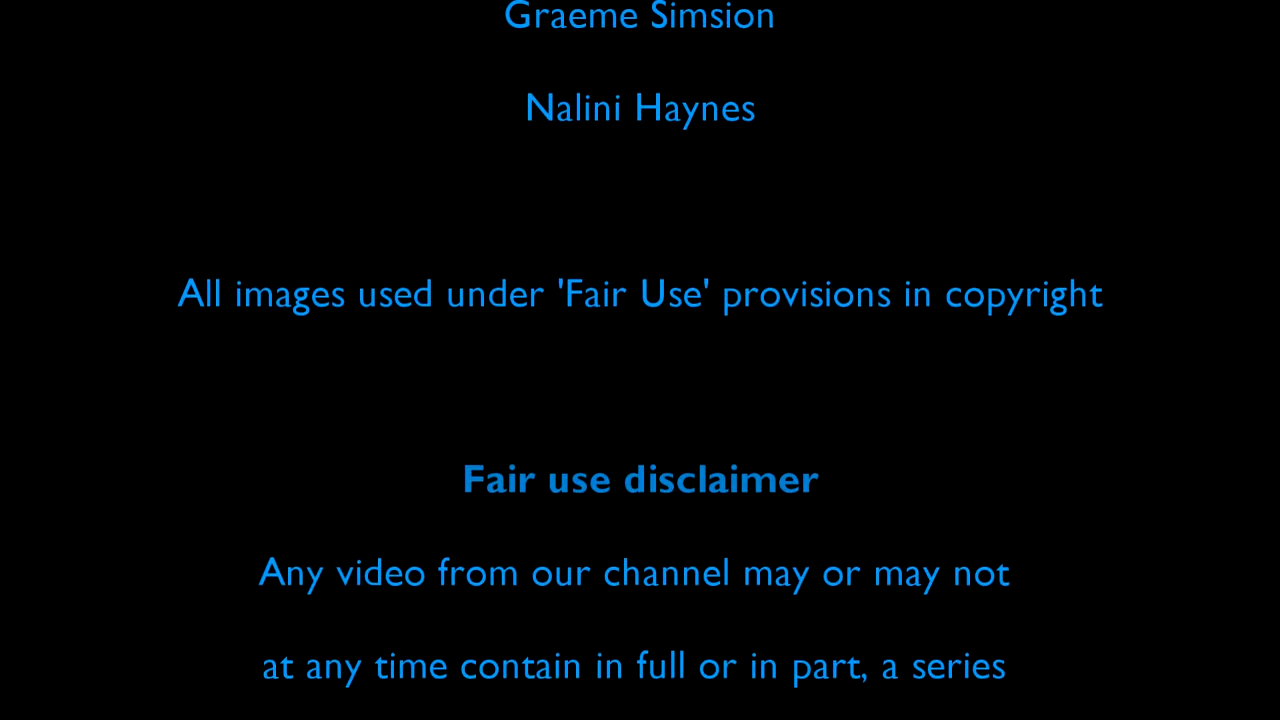 Graeme Simsion
Nalini Haynes
All images used under 'Fair Use' provisions in copyright
Fair use disclaimer
Any video from our channel may or may not
at any time contain in full or in part, a series